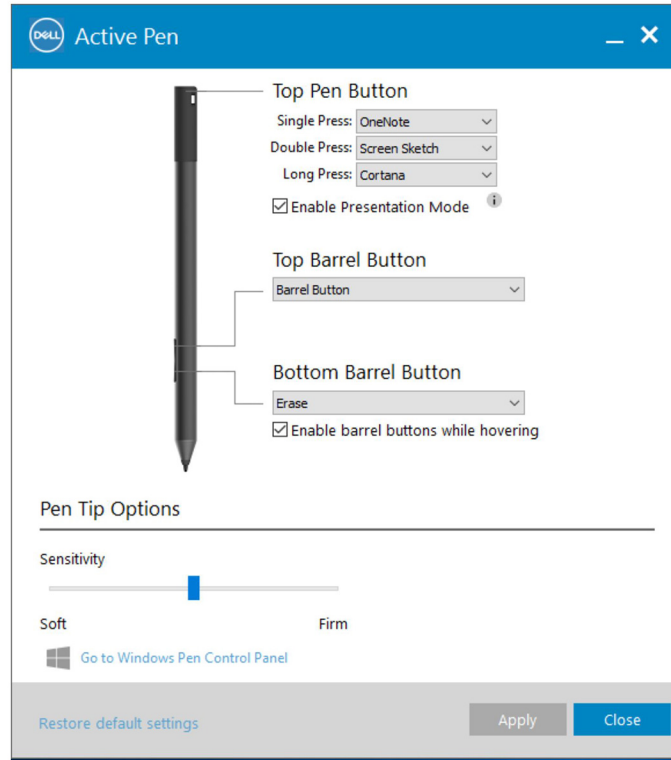 DELL Active Pen
Top Pen Button
Single Press: OneNote
Double Press: Screen Sketch
Long Press: Cortana
Enable Presentation Mode i
Top Barrel Button
Barrel Button
Bottom Barrel Button
Erase
Enable barrel buttons while hovering
Pen Tip Options
Sensitivity
Soft Firm
Go to Windows Pen Control Panel
Restore default settings Apply Close